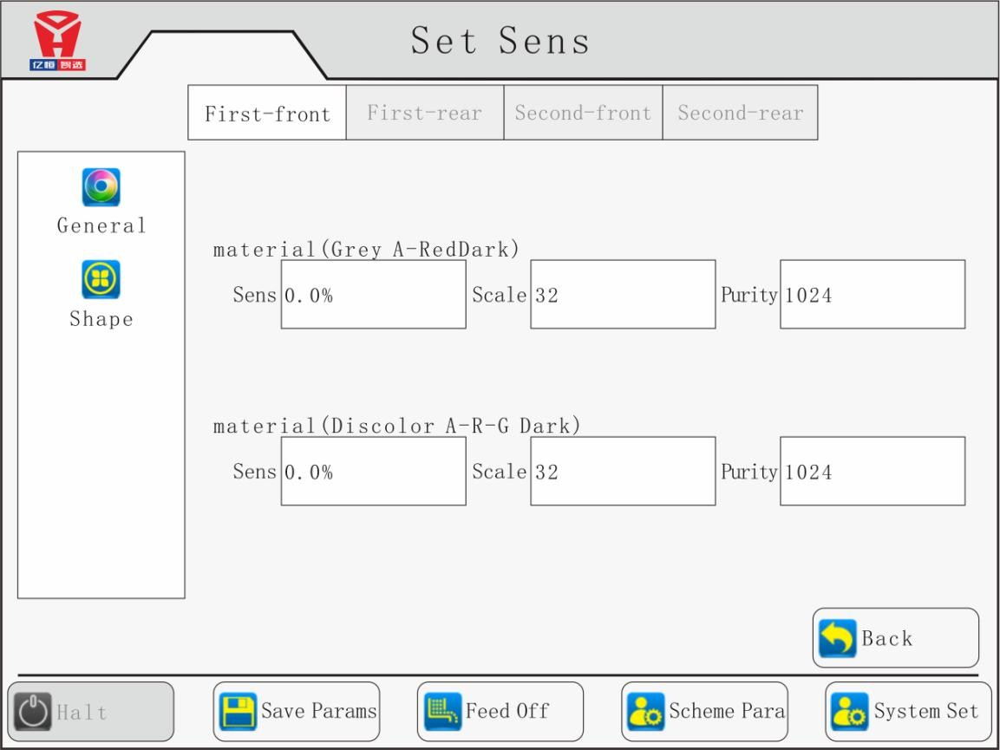 亿恒智选
Set Sens
First-front First-rear Second-front Second-rear
General
Shape
material(Grey A-RedDark)
Sens 0.0% Scale 32 Purity 1024
material(Discolor A-R-G Dark)
Sens 0.0% Scale 32 Purity 1024
Back
Halt Save Params Feed Off Scheme Para System Set